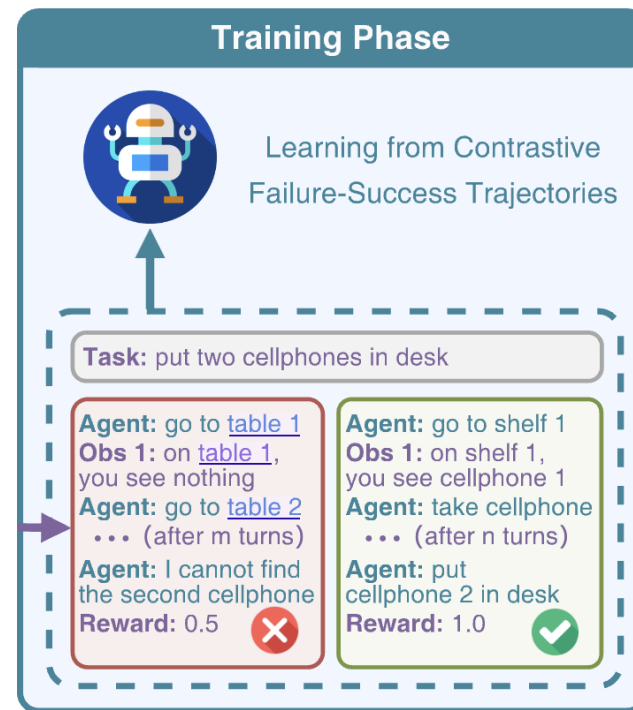 Training Phase
Learning from Contrastive
Failure-Success Trajectories
Task: put two cellphones in desk
Agent: go to table 1
Obs 1: on table 1,
you see nothing
Agent: go to table 2
••• (after m turns)
Agent: I cannot find
the second cellphone
Reward: 0.5
Agent: go to shelf 1
Obs 1: on shelf 1,
you see cellphone 1
Agent: take cellphone
••• (after n turns)
Agent: put
cellphone 2 in desk
Reward: 1.0